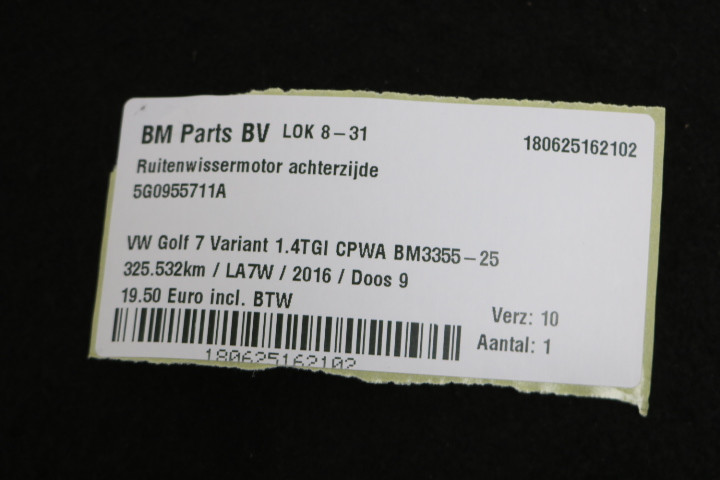 BM Parts BV LOK 8-31 180625162102
Ruitenwissermotor achterzijde
5G0955711A
VW Golf 7 Variant 1.4TGI CPWA BM3355-25
325.532km / LA7W / 2016 / Doos 9
19.50 Euro incl. BTW
Verz: 10
Aantal: 1
180625162102